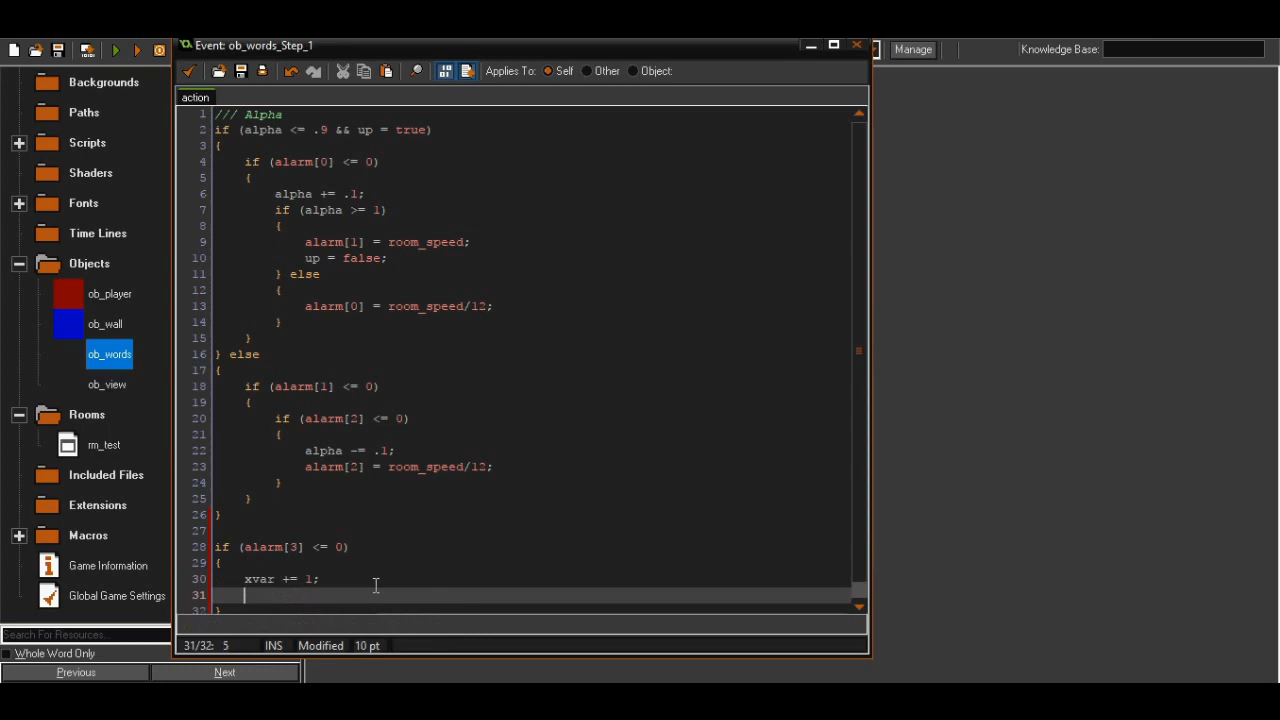 Event: ob_words_Step_1
Manage
Knowledge Base:
Applies To: Self Other Object:
action
Backgrounds
Paths
Scripts
Shaders
Fonts
Time Lines
Objects
ob_player
ob_wall
ob_words
ob_view
Rooms
rm_test
Included Files
Extensions
Macros
Game Information
Global Game Settings
Search For Resources...
Whole Word Only
Previous
Next
1 /// Alpha
2 if (alpha <= .9 && up = true)
3 {
4 if (alarm[0] <= 0)
5 {
6 alpha += .1;
7 if (alpha >= 1)
8 {
9 alarm[1] = room_speed;
10 up = false;
11 } else
12 {
13 alarm[0] = room_speed/12;
14 }
15 }
16 } else
17 {
18 if (alarm[1] <= 0)
19 {
20 if (alarm[2] <= 0)
21 {
22 alpha -= .1;
23 alarm[2] = room_speed/12;
24 }
25 }
26 }
27
28 if (alarm[3] <= 0)
29 {
30 xvar += 1;
31
32 }
31/32: 5 INS Modified 10 pt